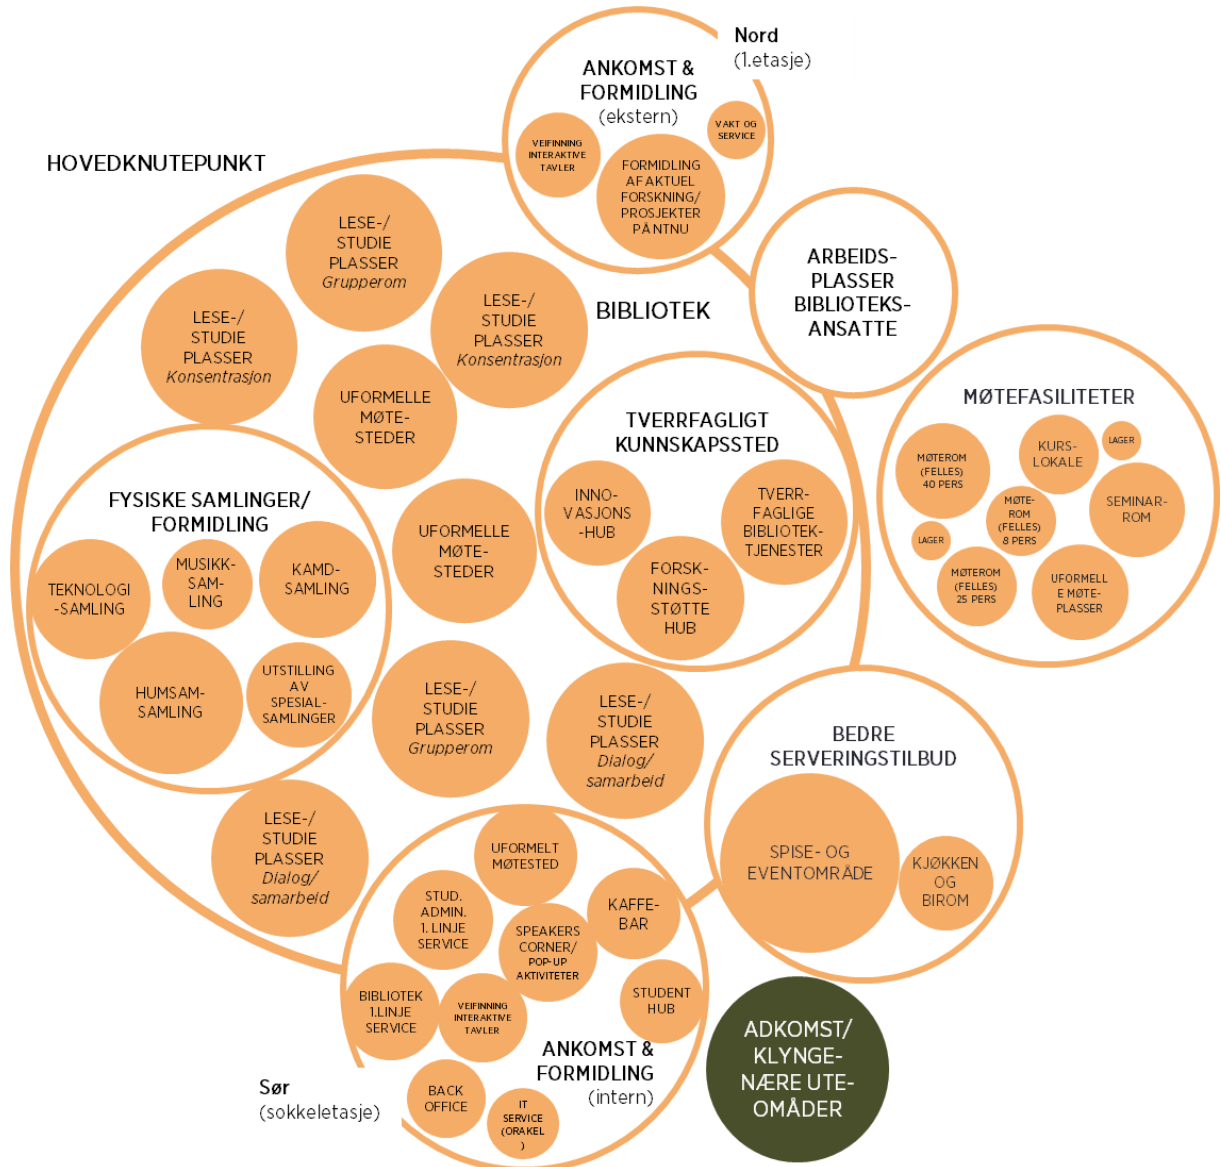 Nord
(1.etasje)
ANKOMST &
FORMIDLING
(ekstern)
VEIFINNING
INTERAKTIVE
TAVLER
VAKT OG
SERVICE
FORMIDLING
AF AKTUEL
FORSKNING/
PROSJEKTER
PÅ NTNU
HOVEDKNUTEPUNKT
LESE-/
STUDIE
PLASSER
Grupperom
LESE-/
STUDIE
PLASSER
Konsentrasjon
LESE-/
STUDIE
PLASSER
Konsentrasjon
BIBLIOTEK
ARBEIDS-
PLASSER
BIBLIOTEKS-
ANSATTE
UFORMELLE
MØTE-
STEDER
TVERRFAGLIGT
KUNNSKAPSSTED
INNO-
VASJONS
-HUB
TVERR-
FAGLIGE
BIBLIOTEK-
TJENESTER
FORSK-
NINGS-
STØTTE
HUB
MØTEFASILITETER
MØTEROM
(FELLES)
40 PERS
KURS-
LOKALE
LAGER
MØTE-
ROM
(FELLES)
8 PERS
SEMINAR-
ROM
LAGER
MØTEROM
(FELLES)
25 PERS
UFORMELL
E MØTE-
PLASSER
FYSISKE SAMLINGER/
FORMIDLING
TEKNOLOGI
-SAMLING
MUSIKK-
SAM-
LING
KAMD-
SAMLING
HUMSAM-
SAMLING
UTSTILLING
AV
SPESIAL-
SAMLINGER
UFORMELLE
MØTE-
STEDER
LESE-/
STUDIE
PLASSER
Grupperom
LESE-/
STUDIE
PLASSER
Dialog/
samarbeid
LESE-/
STUDIE
PLASSER
Dialog/
samarbeid
BEDRE
SERVERINGSTILBUD
SPISE- OG
EVENTOMRÅDE
KJØKKEN
OG
BIROM
UFORMELT
MØTESTED
STUD.
ADMIN.
1. LINJE
SERVICE
SPEAKERS
CORNER/
POP-UP
AKTIVITETER
KAFFE-
BAR
BIBLIOTEK
1.LINJE
SERVICE
VEIFINNING
INTERAKTIVE
TAVLER
STUDENT
HUB
ANKOMST &
FORMIDLING
(intern)
BACK
OFFICE
IT
SERVICE
(ORAKEL
)
Sør
(sokkeletasje)
ADKOMST/
KLYNGE-
NÆRE UTE-
OMÅDER